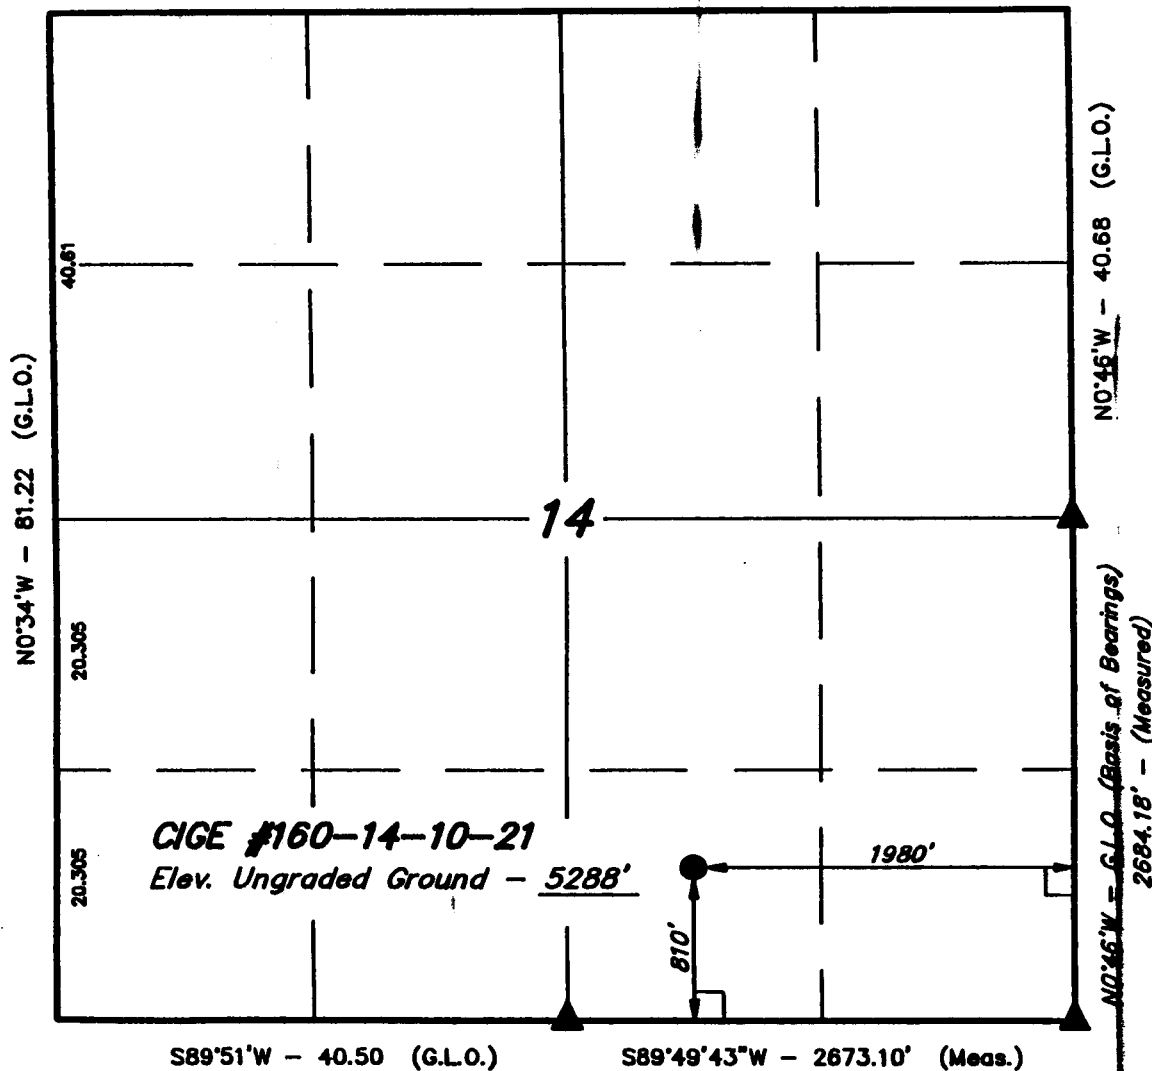 N0°46'W - 40.68 (G.L.O.)
40.61
N0°34'W - 81.22 (G.L.O.)
14
20.305
N0°46'W - G.L.O. (Basis of Bearings)
2684.18' - (Measured)
CIGE #160-14-10-21
Elev. Ungraded Ground - 5288'
20.305
1980'
810'
S89°51'W - 40.50 (G.L.O.)
S89°49'43"W - 2673.10' (Meas.)